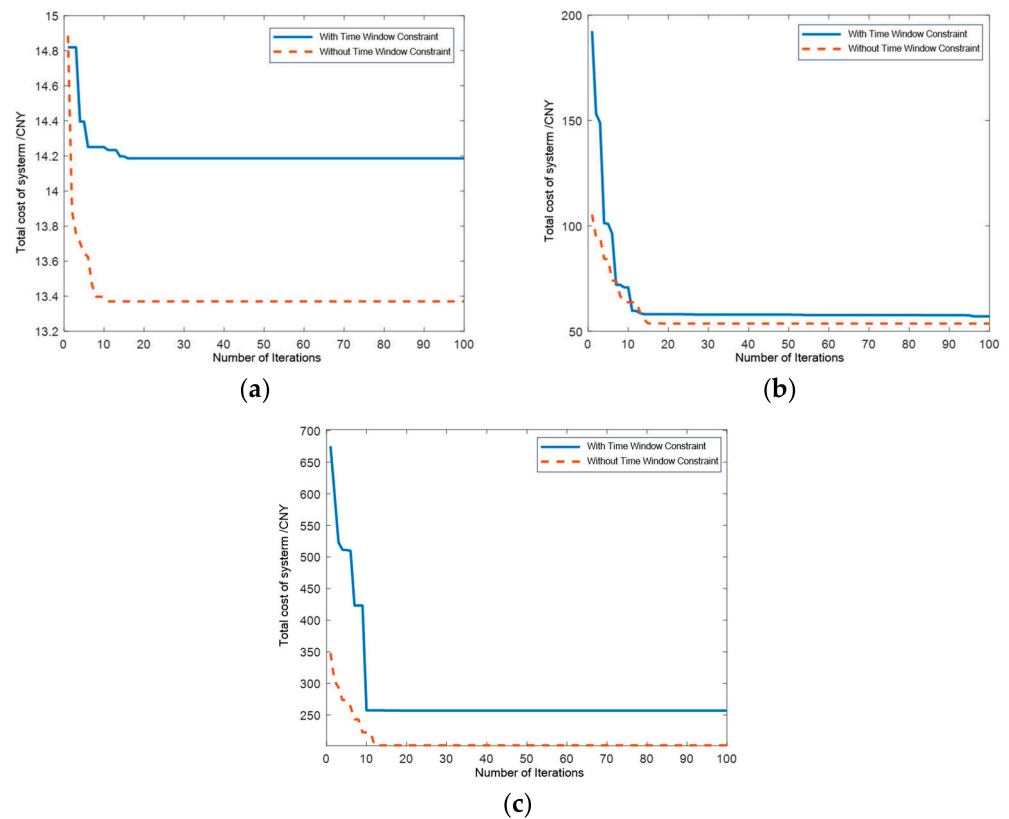 15
14.8
14.6
14.4
14.2
14
13.8
13.6
13.4
13.2
Total cost of systerm /CNY
With Time Window Constraint
Without Time Window Constraint
0 10 20 30 40 50 60 70 80 90 100
Number of Iterations
(a)
200
150
100
50
Total cost of systerm /CNY
With Time Window Constraint
Without Time Window Constraint
0 10 20 30 40 50 60 70 80 90 100
Number of Iterations
(b)
700
650
600
550
500
450
400
350
300
250
Total cost of systerm /CNY
With Time Window Constraint
Without Time Window Constraint
0 10 20 30 40 50 60 70 80 90 100
Number of Iterations
(c)